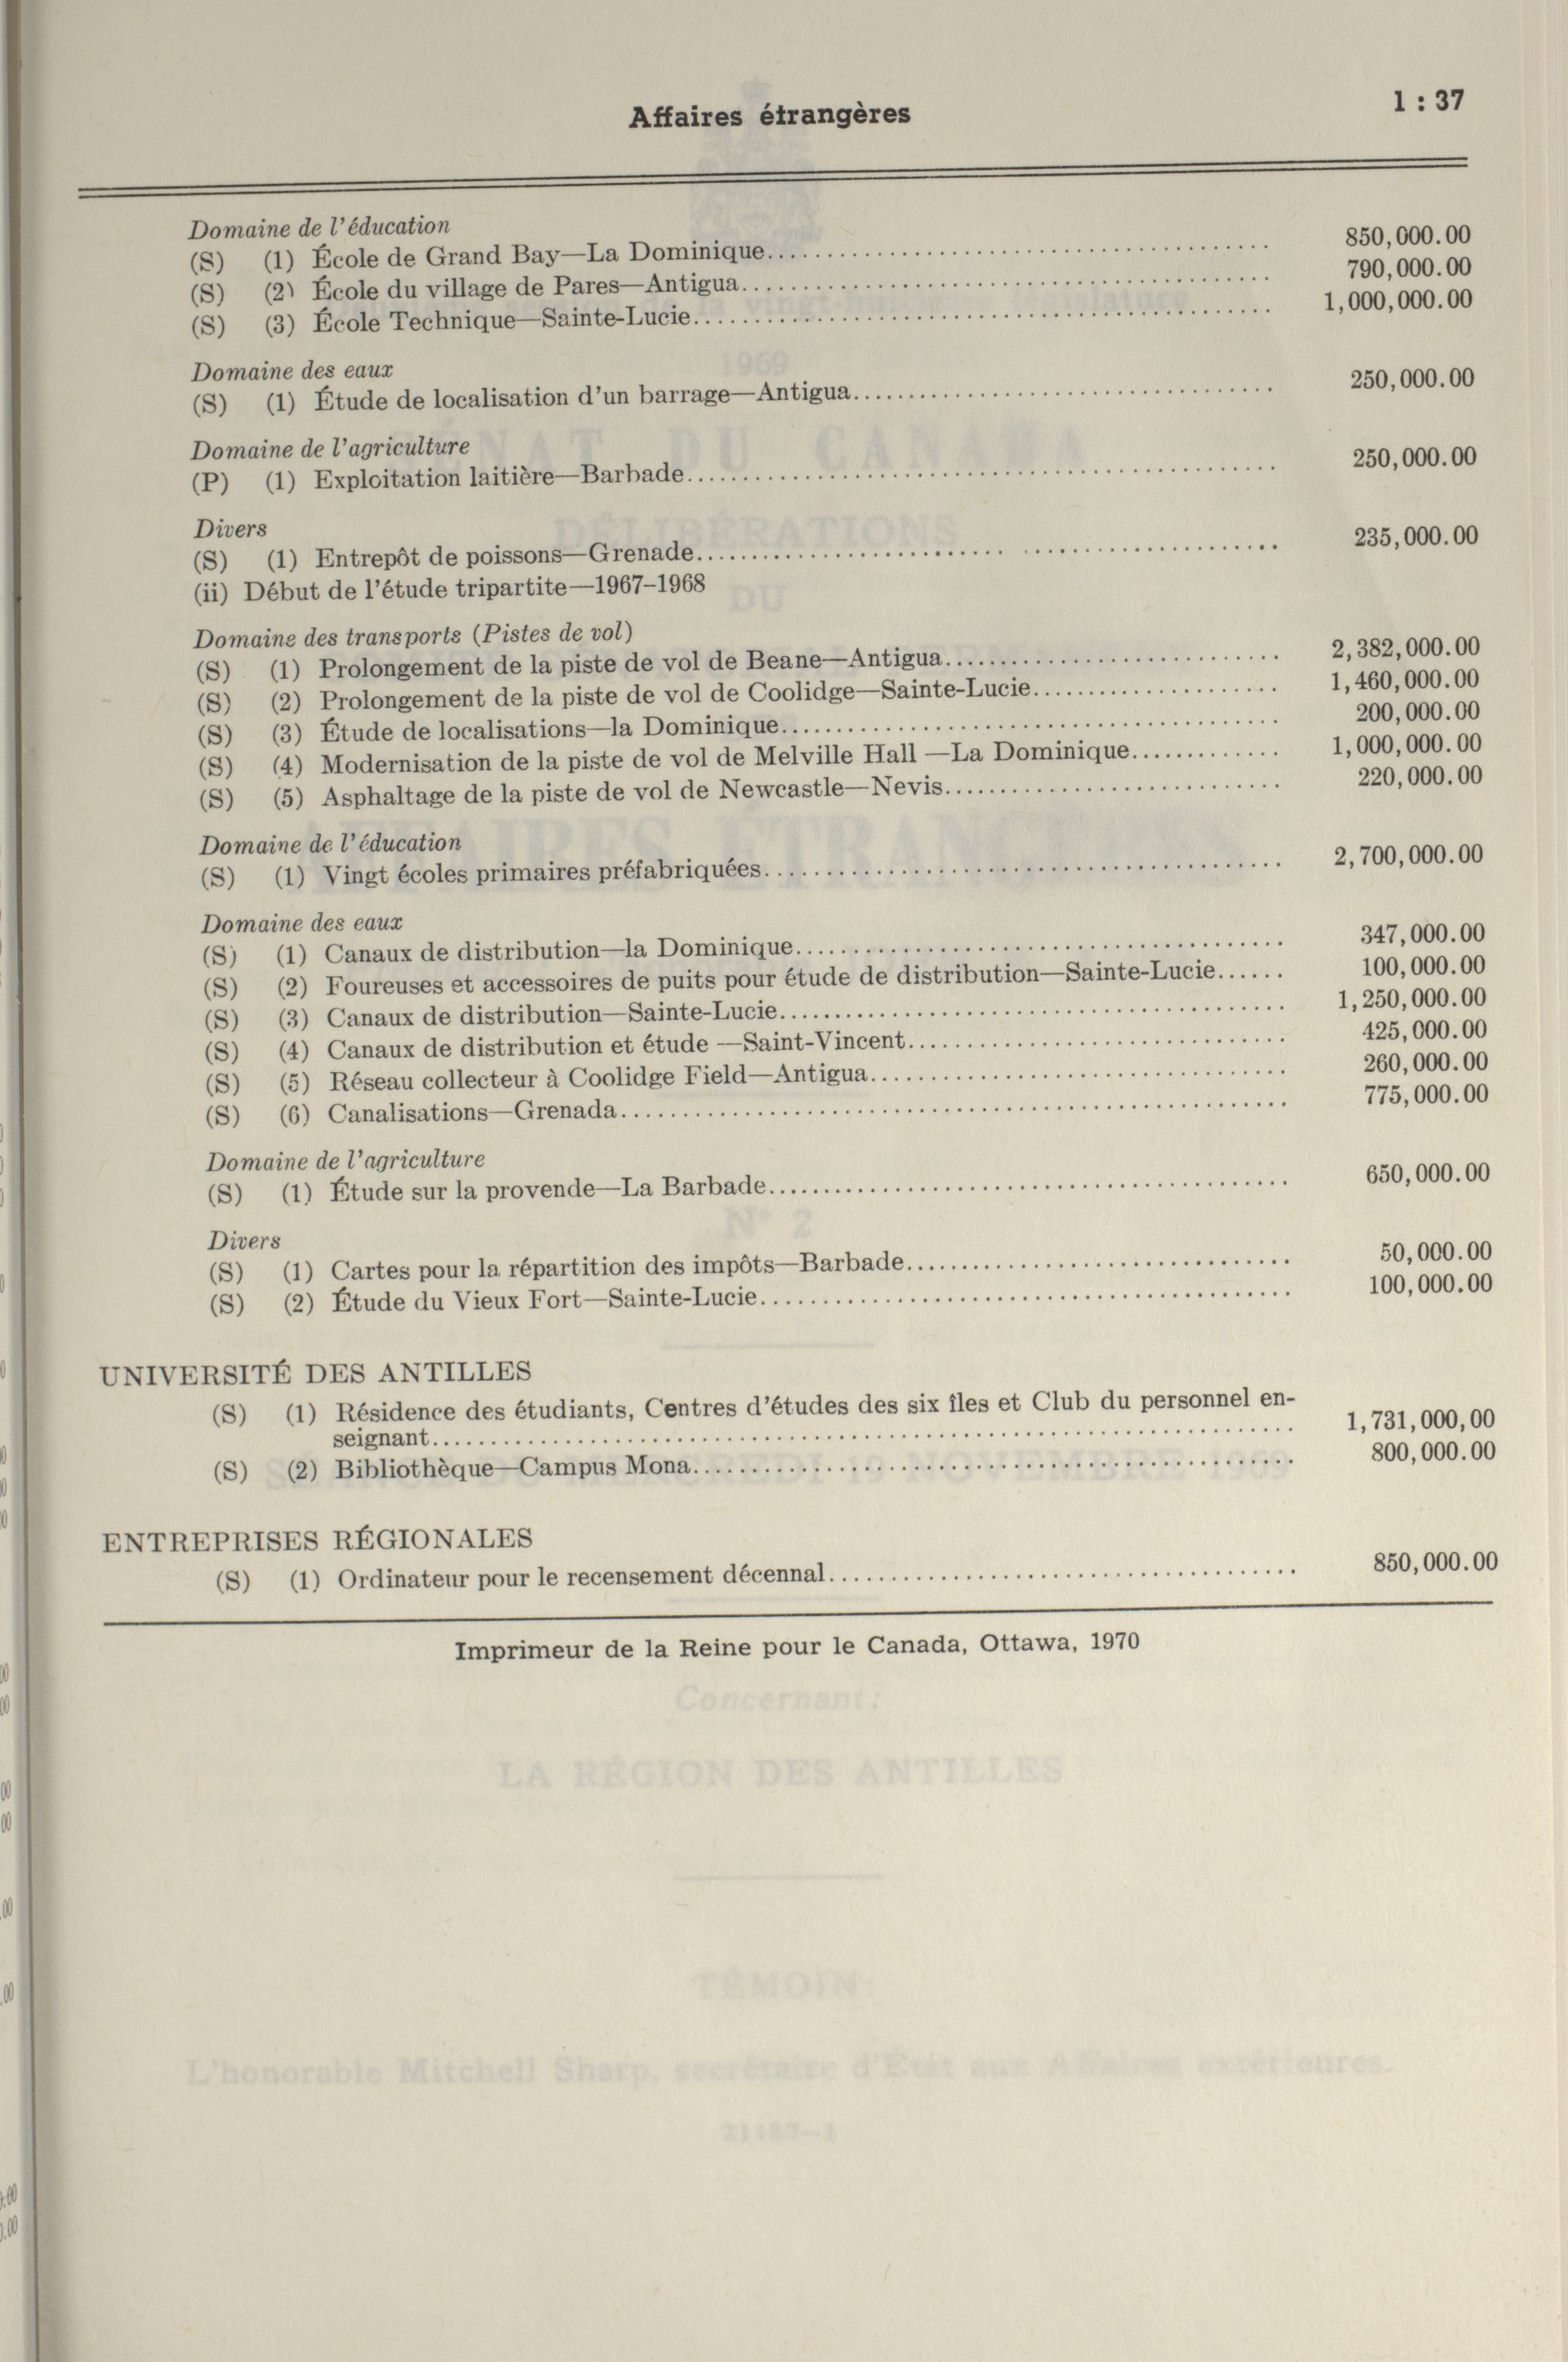 Affaires étrangères
1 : 37
Domaine de l'éducation
(S) (1) École de Grand Bay—La Dominique........ 850,000.00
(S) (2) École du village de Pares—Antigua........ 790,000.00
(S) (3) École Technique—Sainte-Lucie........ 1,000,000.00
Domaine des eaux
(S) (1) Étude de localisation d'un barrage—Antigua........ 250,000.00
Domaine de l'agriculture
(P) (1) Exploitation laitière—Barbade........ 250,000.00
Divers
(S) (1) Entrepôt de poissons—Grenade........ 235,000.00
(ii) Début de l'étude tripartite—1967–1968
Domaine des transports (Pistes de vol)
(S) (1) Prolongement de la piste de vol de Beane—Antigua........ 2,382,000.00
(S) (2) Prolongement de la piste de vol de Coolidge—Sainte-Lucie........ 1,460,000.00
(S) (3) Étude de localisations—la Dominique........ 200,000.00
(S) (4) Modernisation de la piste de vol de Melville Hall —La Dominique........ 1,000,000.00
(S) (5) Asphaltage de la piste de vol de Newcastle—Nevis........ 220,000.00
Domaine de l'éducation
(S) (1) Vingt écoles primaires préfabriquées........ 2,700,000.00
Domaine des eaux
(S) (1) Canaux de distribution—la Dominique........ 347,000.00
(S) (2) Foureuses et accessoires de puits pour étude de distribution—Sainte-Lucie...... 100,000.00
(S) (3) Canaux de distribution—Sainte-Lucie........ 1,250,000.00
(S) (4) Canaux de distribution et étude —Saint-Vincent........ 425,000.00
(S) (5) Réseau collecteur à Coolidge Field—Antigua........ 260,000.00
(S) (6) Canalisations—Grenada........ 775,000.00
Domaine de l'agriculture
(S) (1) Étude sur la provende—La Barbade........ 650,000.00
Divers
(S) (1) Cartes pour la répartition des impôts—Barbade........ 50,000.00
(S) (2) Étude du Vieux Fort—Sainte-Lucie........ 100,000.00
UNIVERSITÉ DES ANTILLES
(S) (1) Résidence des étudiants, Centres d'études des six îles et Club du personnel en-
seignant........ 1,731,000,00
(S) (2) Bibliothèque—Campus Mona........ 800,000.00
ENTREPRISES RÉGIONALES
(S) (1) Ordinateur pour le recensement décennal........ 850,000.00
Imprimeur de la Reine pour le Canada, Ottawa, 1970